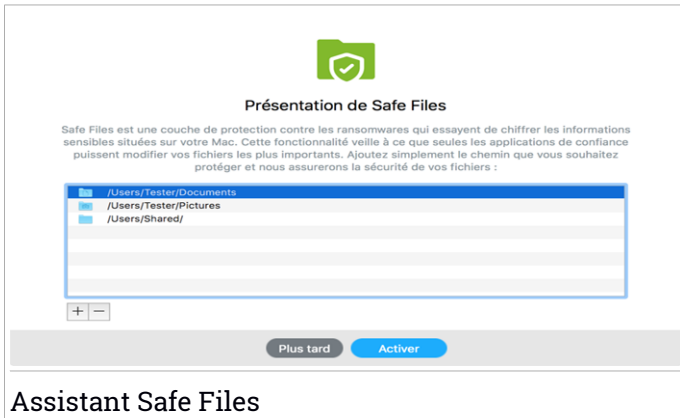 Présentation de Safe Files
Safe Files est une couche de protection contre les ransomwares qui essayent de chiffrer les informations
sensibles situées sur votre Mac. Cette fonctionnalité veille à ce que seules les applications de confiance
puissent modifier vos fichiers les plus importants. Ajoutez simplement le chemin que vous souhaitez
protéger et nous assurerons la sécurité de vos fichiers :
/Users/Tester/Documents
/Users/Tester/Pictures
/Users/Shared/
+ −
Plus tard Activer
Assistant Safe Files